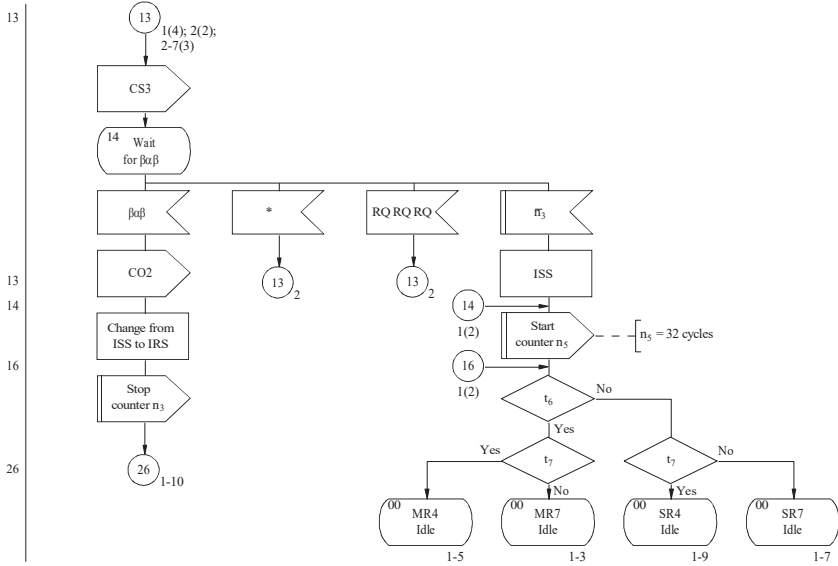 13
13
1(4); 2(2);
2-7(3)
CS3
14
Wait
for βαβ
βαβ
*
RQ RQ RQ
n̅3
CO2
13
2
13
2
ISS
13
14
14
1(2)
Change from
ISS to IRS
Start
counter n5
n5 = 32 cycles
16
16
1(2)
Stop
counter n3
t6
No
Yes
26
26
1-10
Yes
t7
No
t7
No
Yes
00
MR4
Idle
00
MR7
Idle
00
SR4
Idle
00
SR7
Idle
1-5
1-3
1-9
1-7